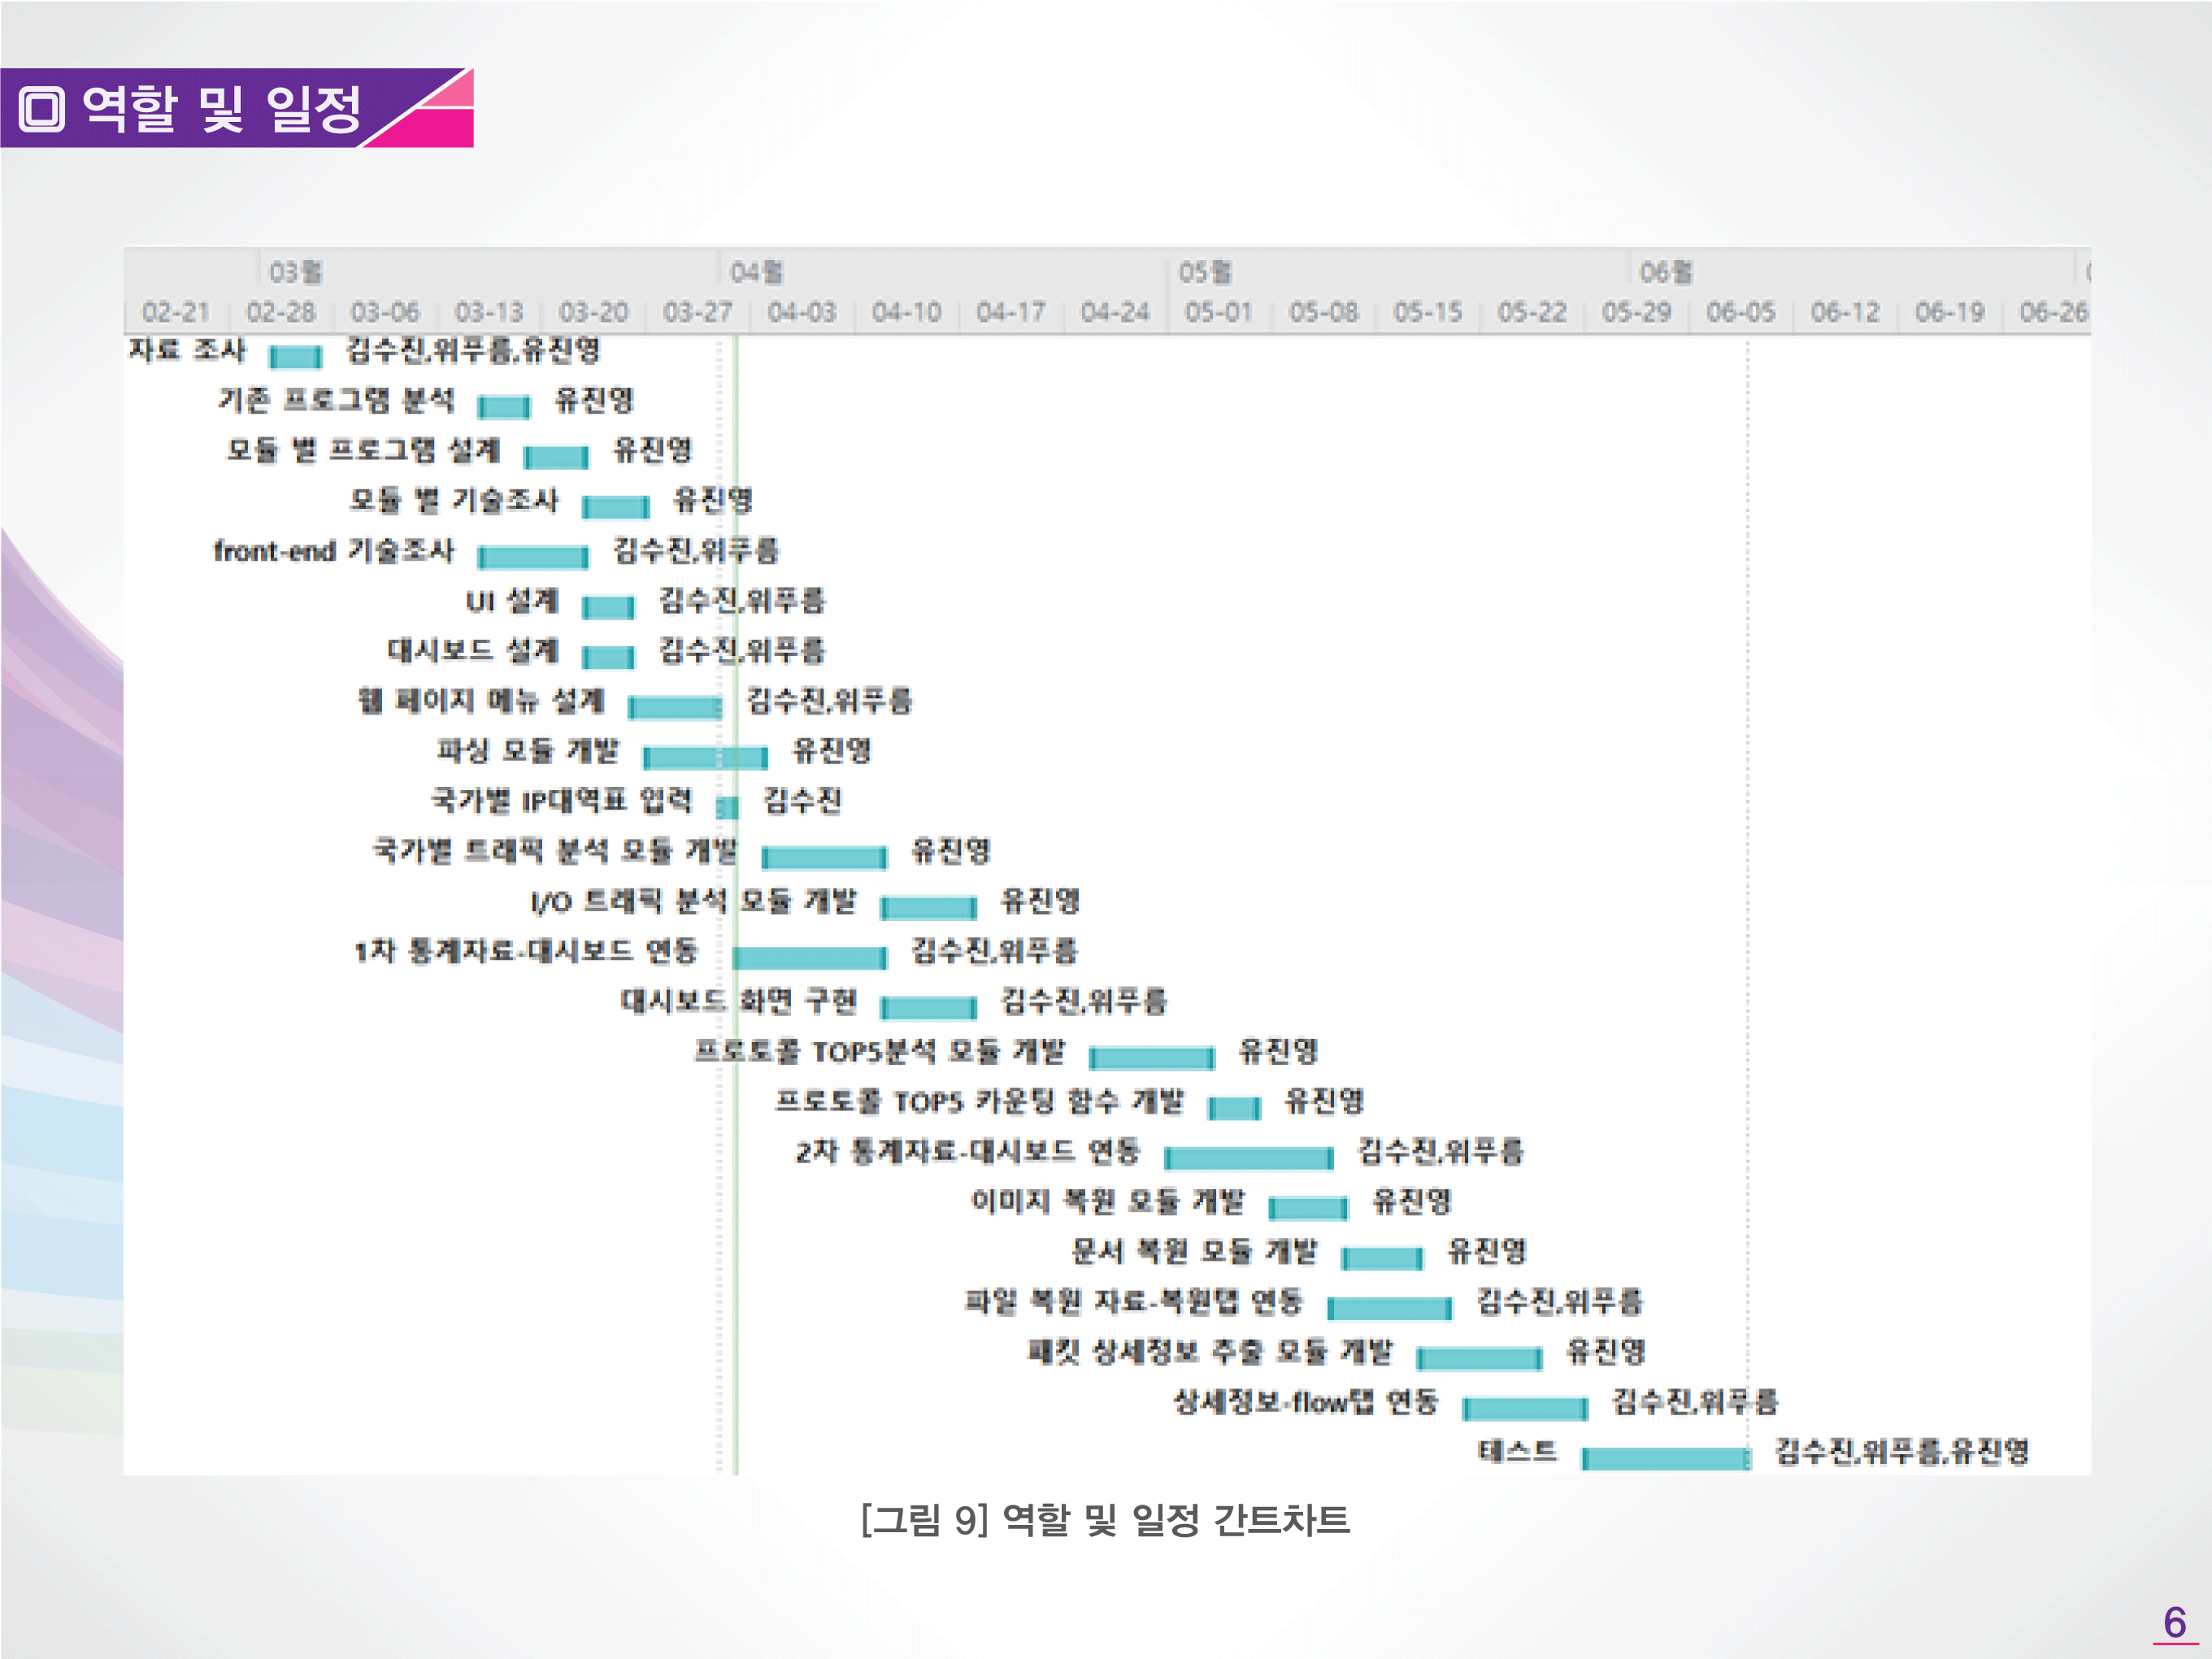 역할 및 일정
03월 04월 05월 06월
02-21 02-28 03-06 03-13 03-20 03-27 04-03 04-10 04-17 04-24 05-01 05-08 05-15 05-22 05-29 06-05 06-12 06-19 06-26
자료 조사 김수진,위푸름,유진영
기존 프로그램 분석 유진영
모듈 별 프로그램 설계 유진영
모듈 별 기술조사 유진영
front-end 기술조사 김수진,위푸름
UI 설계 김수진,위푸름
대시보드 설계 김수진,위푸름
웹 페이지 메뉴 설계 김수진,위푸름
파싱 모듈 개발 유진영
국가별 IP대역표 입력 김수진
국가별 트래픽 분석 모듈 개발 유진영
I/O 트래픽 분석 모듈 개발 유진영
1차 통계자료-대시보드 연동 김수진,위푸름
대시보드 화면 구현 김수진,위푸름
프로토콜 TOP5분석 모듈 개발 유진영
프로토콜 TOP5 카운팅 함수 개발 유진영
2차 통계자료-대시보드 연동 김수진,위푸름
이미지 복원 모듈 개발 유진영
문서 복원 모듈 개발 유진영
파일 복원 자료-복원탭 연동 김수진,위푸름
패킷 상세정보 추출 모듈 개발 유진영
상세정보-flow탭 연동 김수진,위푸름
테스트 김수진,위푸름,유진영
[그림 9] 역할 및 일정 간트차트
6